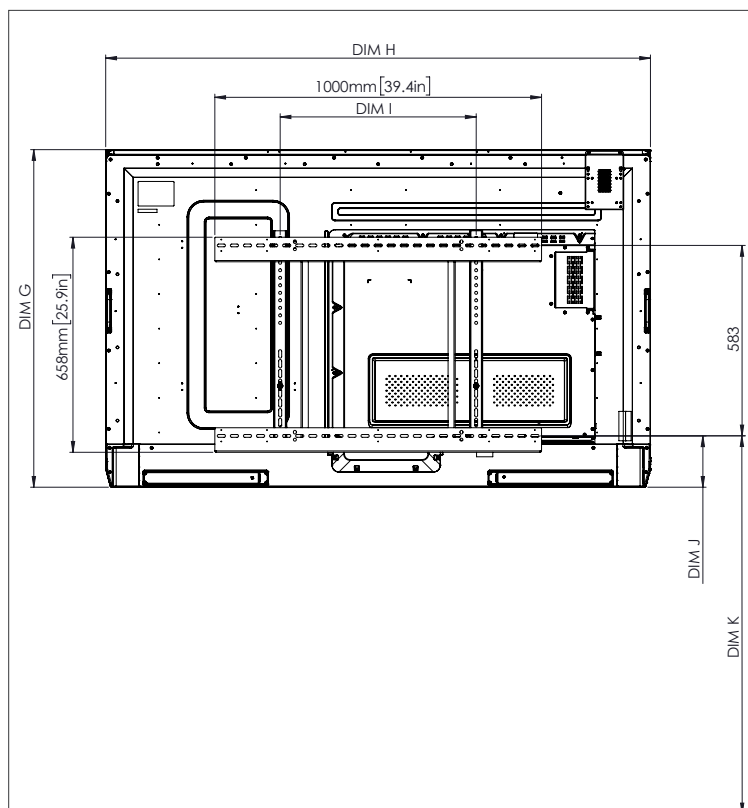 DIM H
1000mm [39.4in]
DIM I
DIM G
658mm [25.9in]
583
DIM J
DIM K